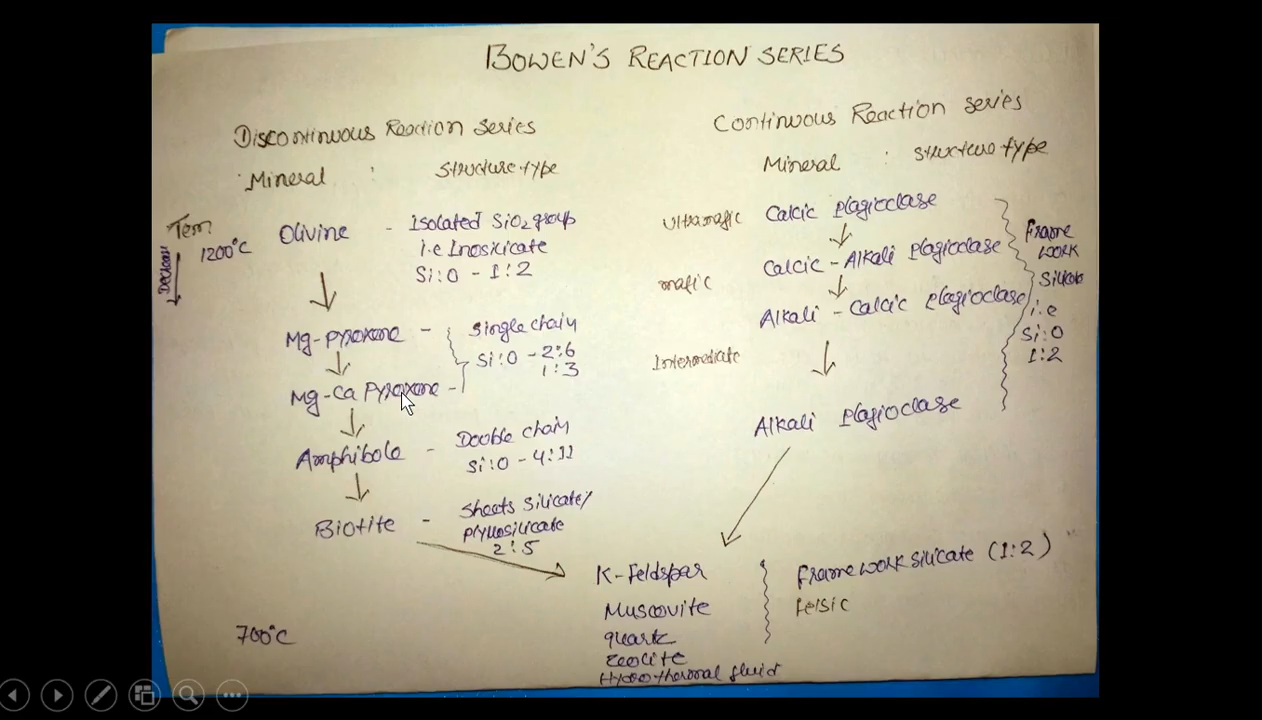 BOWEN'S REACTION SERIES
Discontinuous Reaction Series
Mineral : Structure type
Tem
1200°C
Decrease
Olivine - Isolated SiO2 group
i.e Inosilicate
Si:O - 1:2
Mg-Pyroxene - Single chain
Si:O - 2:6
1:3
Mg-Ca Pyroxene -
Amphibole - Double chain
Si:O - 4:11
Biotite - Sheets Silicate/
Phyllosilicate
2:5
700°C
Continuous Reaction Series
Mineral : Structure type
Ultramafic Calcic Plagioclase
Calcic - Alkali Plagioclase
mafic
Alkali - Calcic Plagioclase
Intermediate
Alkali Plagioclase
Frame
work
Silicate
i.e
Si:O
1:2
K-Feldspar
Muscovite
quartz
Zeolite
Hydrothermal fluid
Framework silicate (1:2)
Felsic